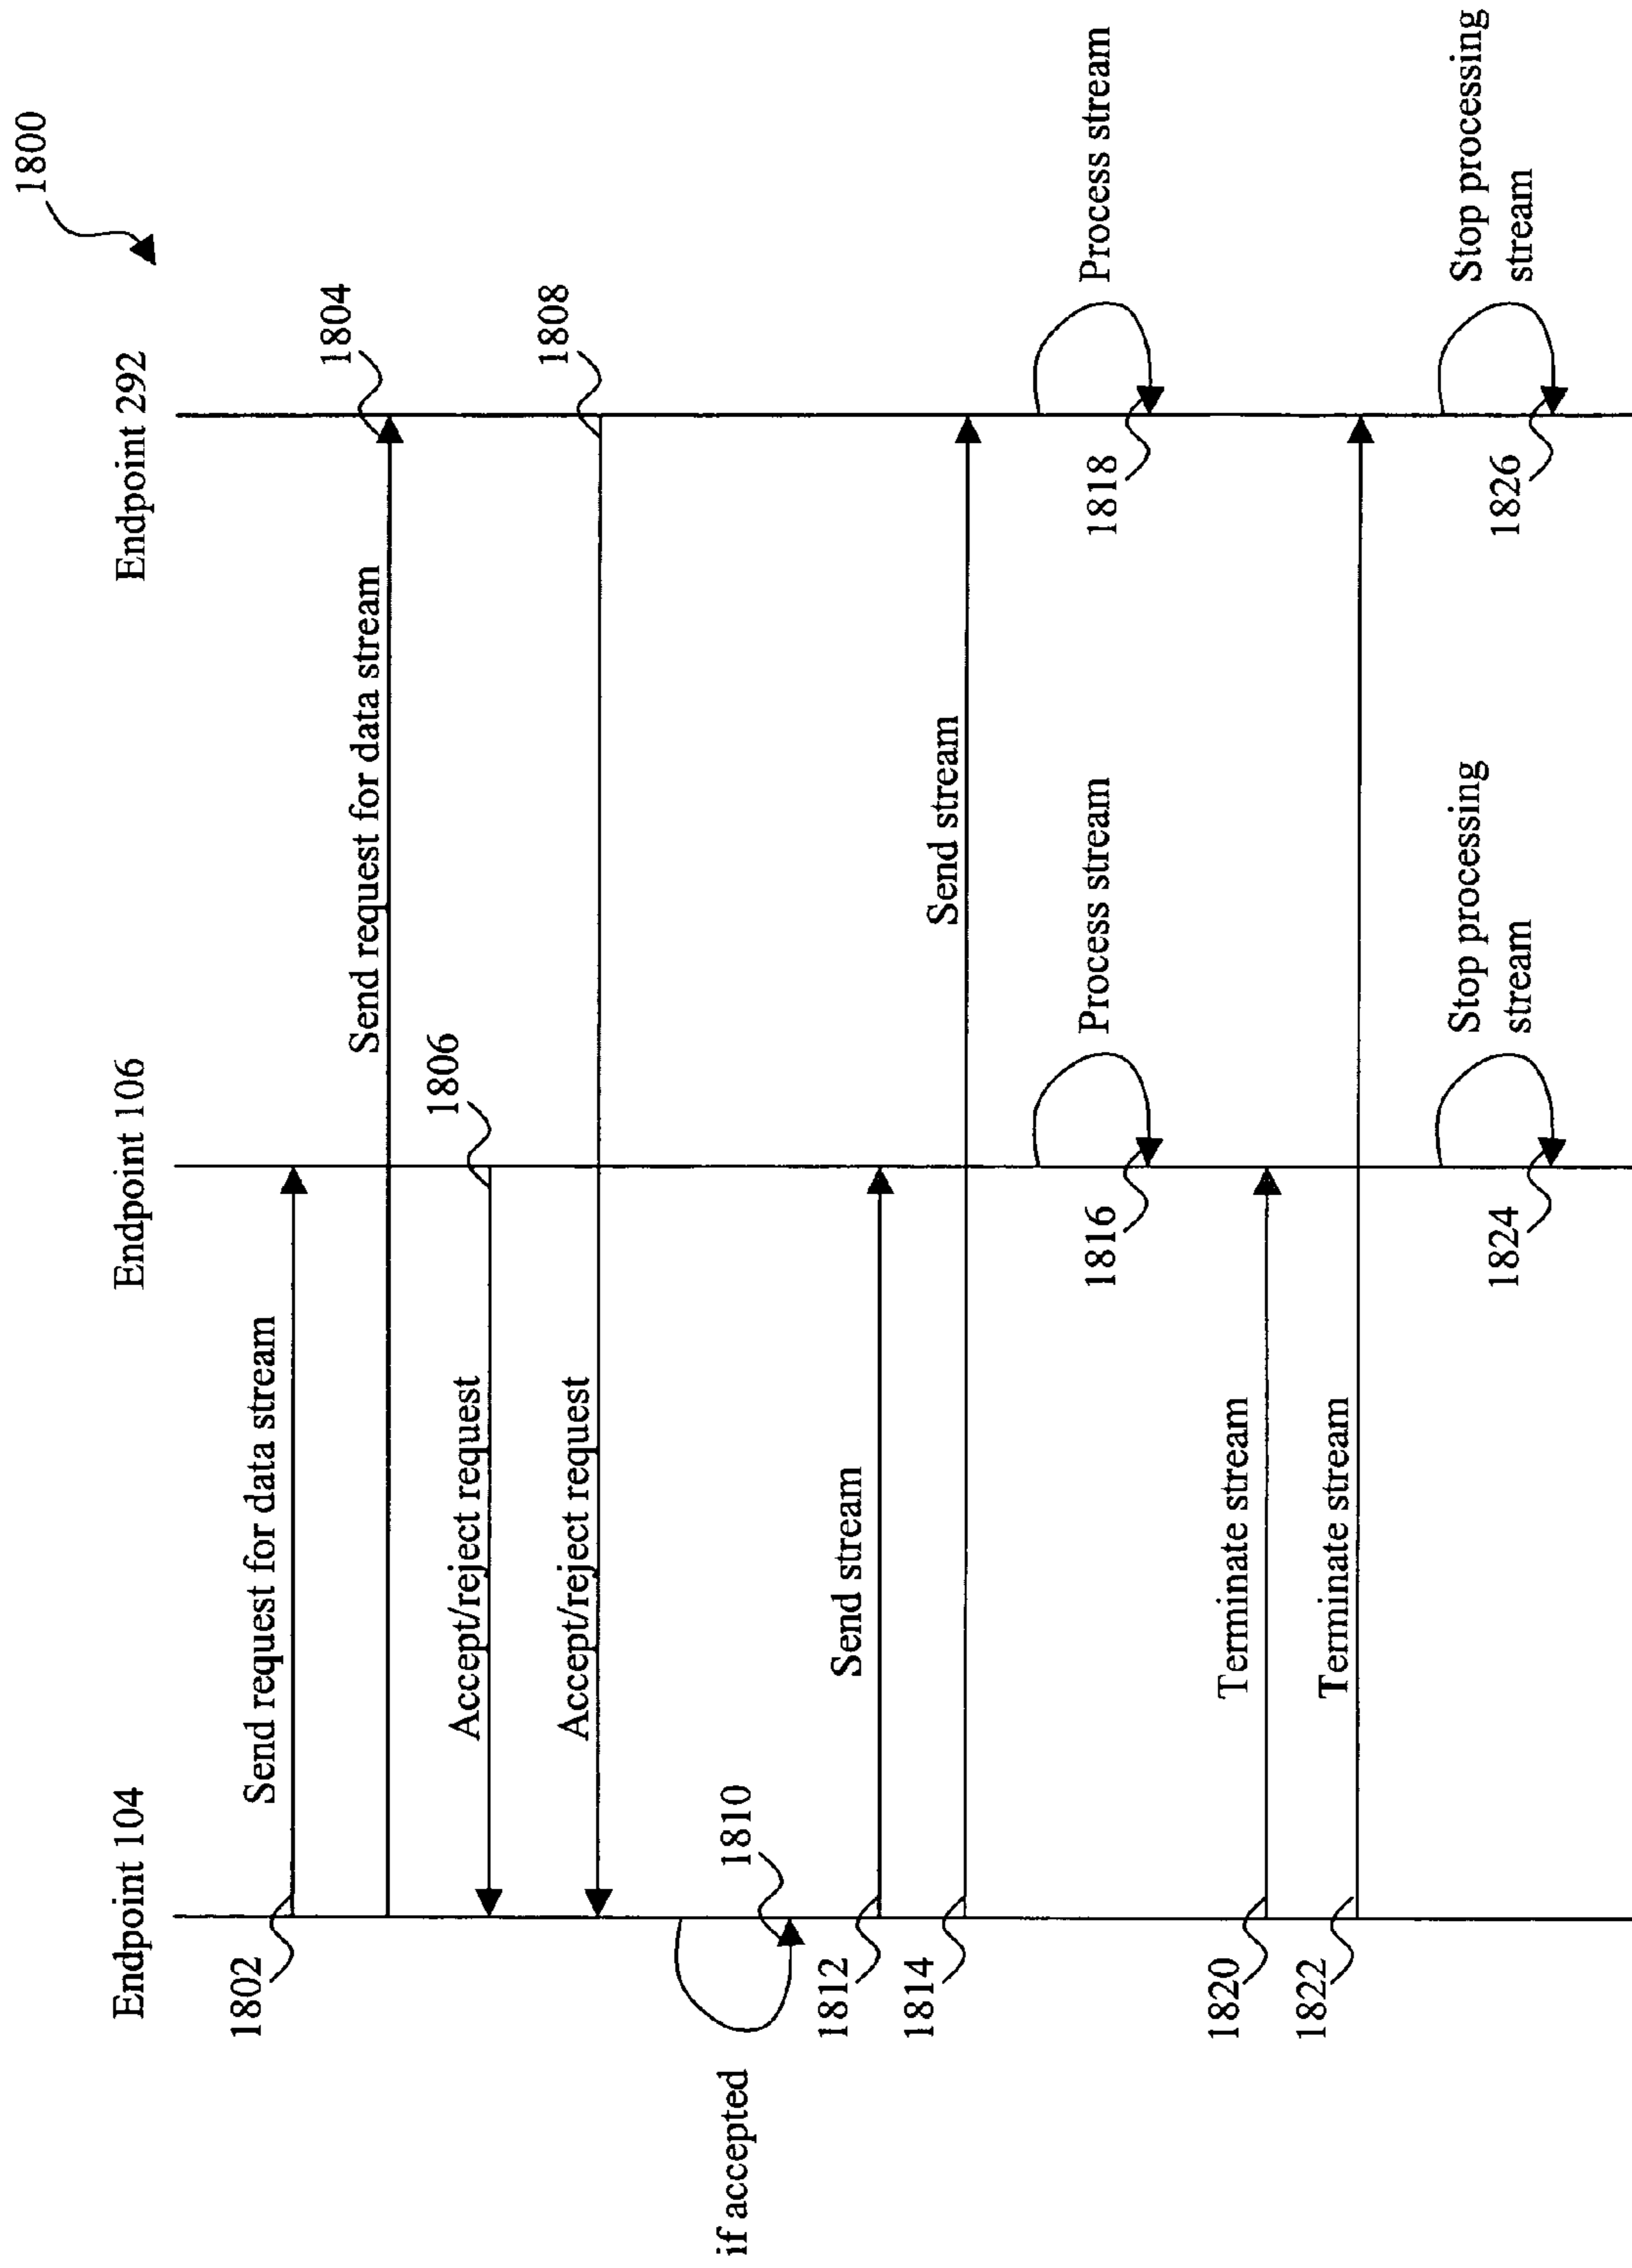 1800
Endpoint 104
Endpoint 106
Endpoint 292
1802
Send request for data stream
Send request for data stream
1804
Accept/reject request
1806
Accept/reject request
1808
if accepted
1810
1812
Send stream
1814
Send stream
1816
Process stream
1818
Process stream
1820
Terminate stream
1822
Terminate stream
1824
Stop processing
stream
1826
Stop processing
stream